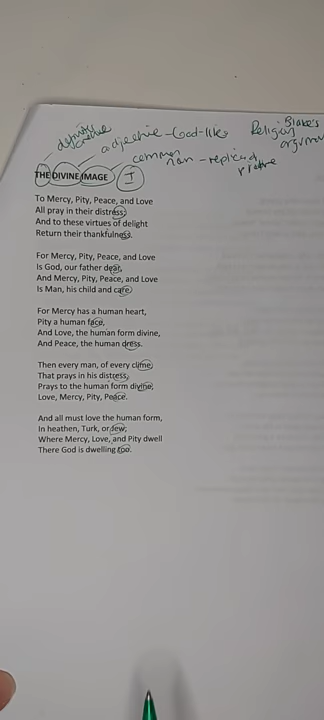 definite article
adjective - God-like
Blake's
Religious
argument
common
noun - replica
picture
THE DIVINE IMAGE
I
To Mercy, Pity, Peace, and Love
All pray in their distress;
And to these virtues of delight
Return their thankfulness.
For Mercy, Pity, Peace, and Love
Is God, our father dear,
And Mercy, Pity, Peace, and Love
Is Man, his child and care.
For Mercy has a human heart,
Pity a human face,
And Love, the human form divine,
And Peace, the human dress.
Then every man, of every clime,
That prays in his distress,
Prays to the human form divine,
Love, Mercy, Pity, Peace.
And all must love the human form,
In heathen, Turk, or Jew;
Where Mercy, Love, and Pity dwell
There God is dwelling too.